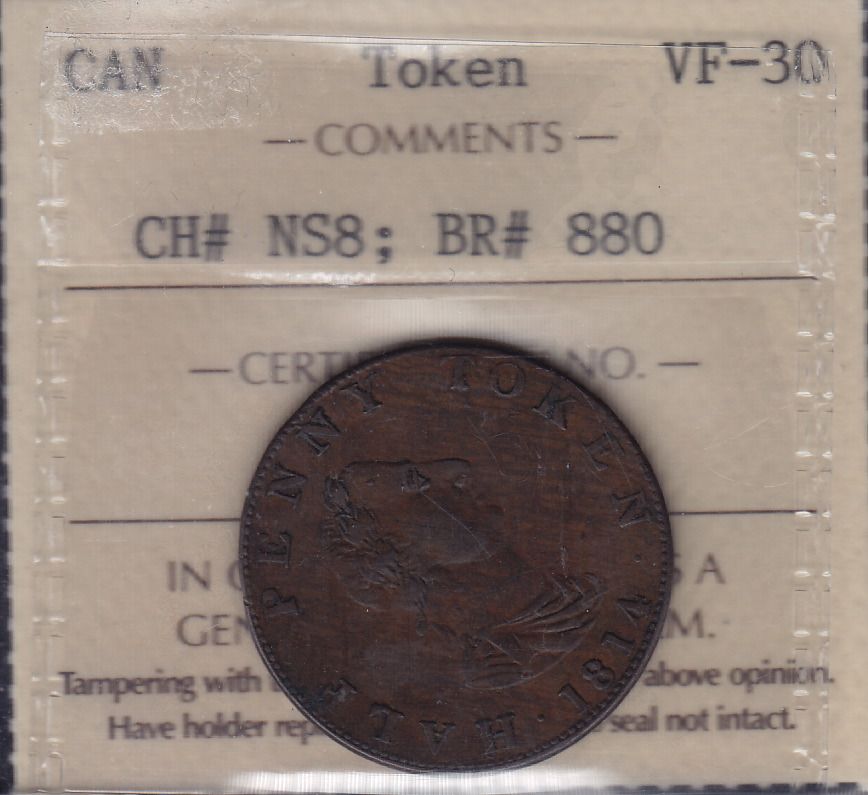 CAN Token VF-30
— COMMENTS —
CH# NS8; BR# 880
— CERTI NO. —
HALF PENNY TOKEN · 1814 ·
IN S A
GEN M.
Tampering with above opinion.
Have holder rep seal not intact.